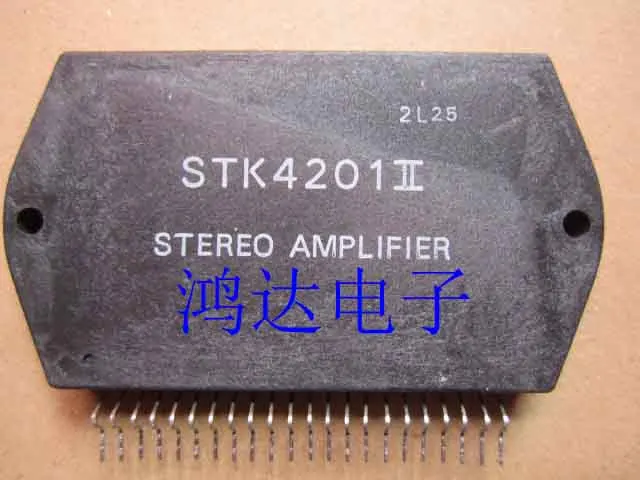 2L25
STK4201II
STEREO AMPLIFIER
鸿达电子